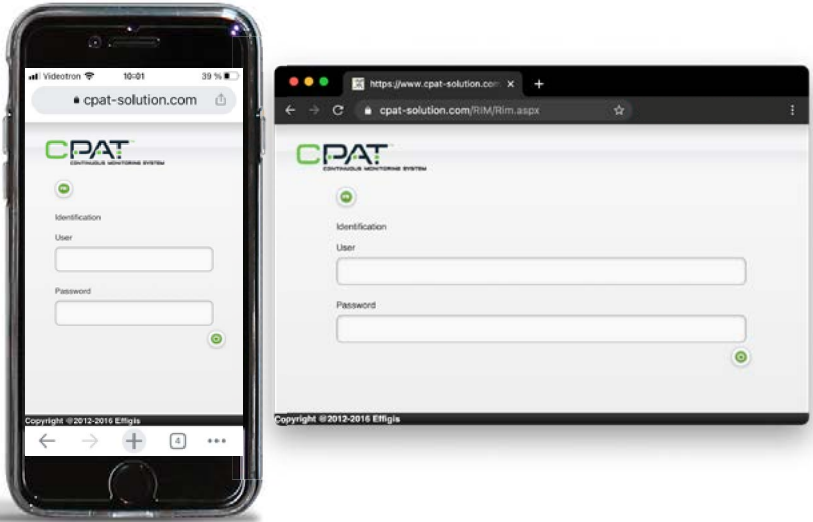 Videotron 10:01 39 %
cpat-solution.com
CPAT
CONTINUOUS MONITORING SYSTEM
Identification
User
Password
Copyright @2012-2016 Effigis
4
https://www.cpat-solution.com
cpat-solution.com/RIM/Rim.aspx
CPAT
CONTINUOUS MONITORING SYSTEM
Identification
User
Password
Copyright @2012-2016 Effigis